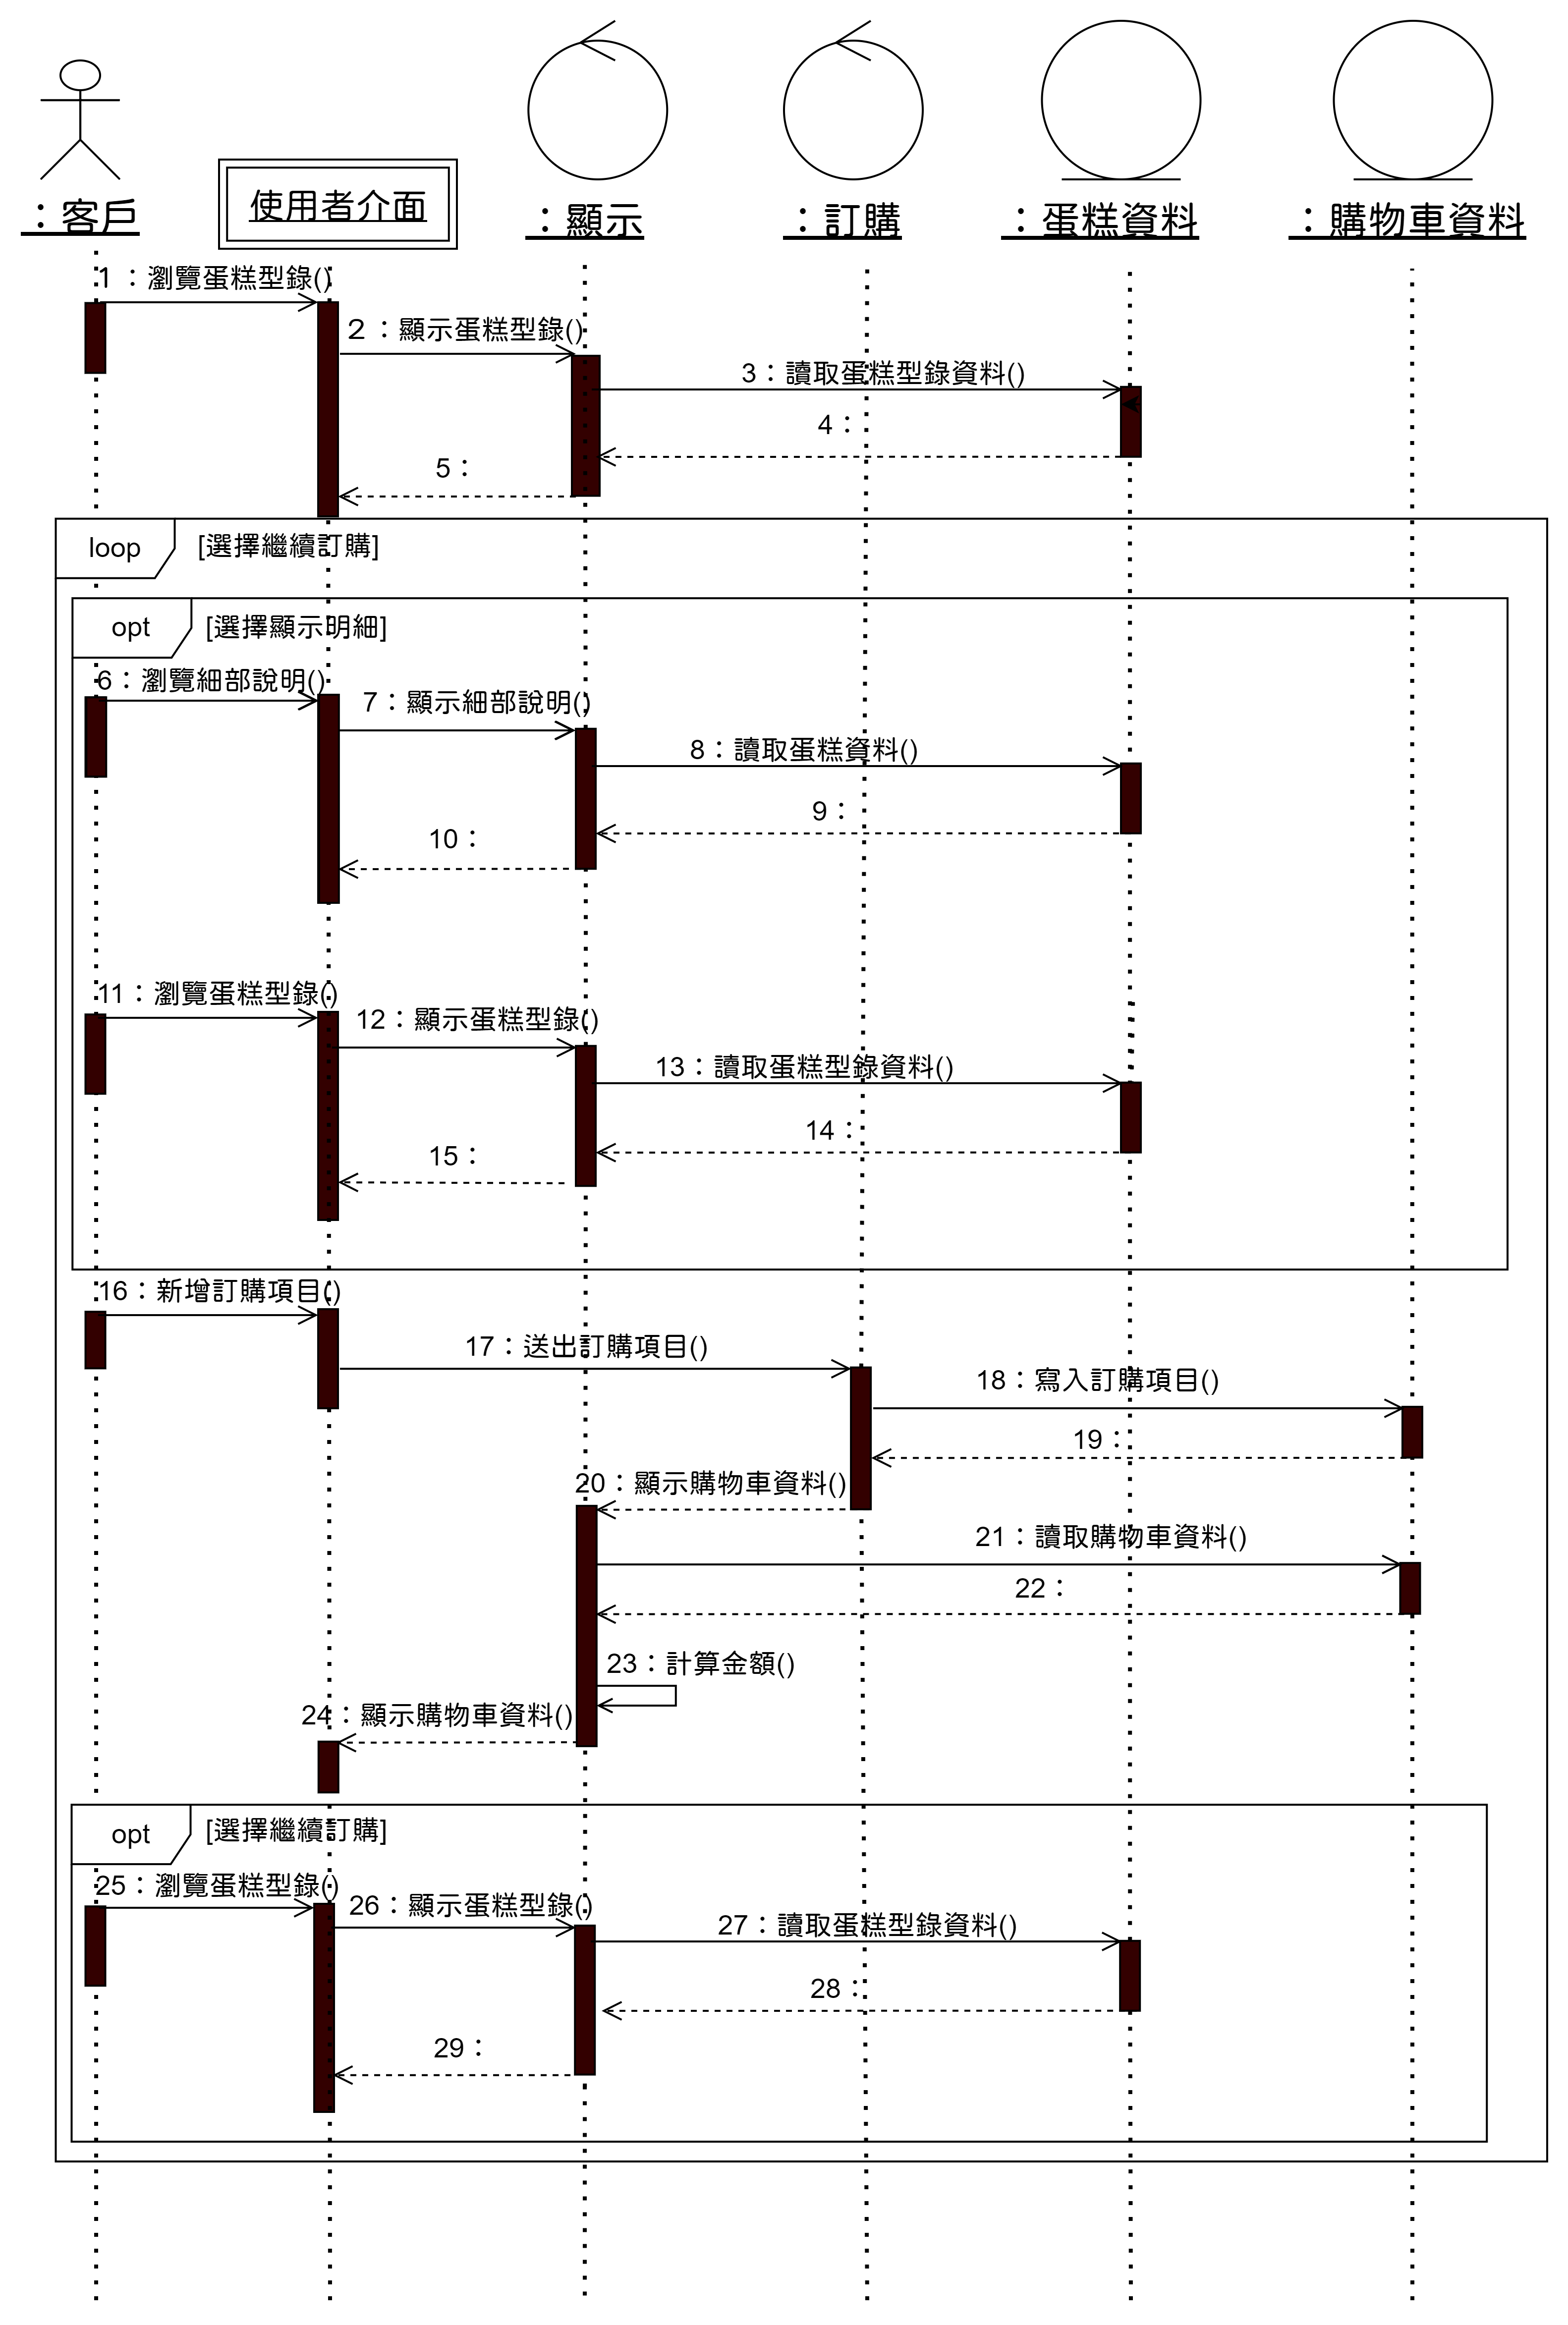 ：客戶
使用者介面
：顯示
：訂購
：蛋糕資料
：購物車資料
1 ：瀏覽蛋糕型錄()
2 ：顯示蛋糕型錄()
3：讀取蛋糕型錄資料()
4：
5：
loop
[選擇繼續訂購]
opt
[選擇顯示明細]
6：瀏覽細部說明()
7：顯示細部說明()
8：讀取蛋糕資料()
9：
10：
11：瀏覽蛋糕型錄()
12：顯示蛋糕型錄()
13：讀取蛋糕型錄資料()
14：
15：
16：新增訂購項目()
17：送出訂購項目()
18：寫入訂購項目()
19：
20：顯示購物車資料()
21：讀取購物車資料()
22：
23：計算金額()
24：顯示購物車資料()
opt
[選擇繼續訂購]
25：瀏覽蛋糕型錄()
26：顯示蛋糕型錄()
27：讀取蛋糕型錄資料()
28：
29：